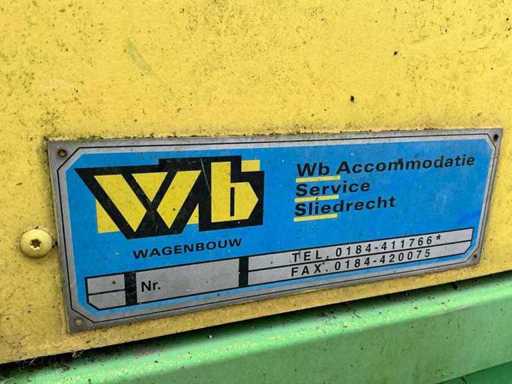 Wb
WAGENBOUW
Wb Accommodatie
Service
Sliedrecht
Nr.
TEL. 0184-411766*
FAX. 0184-420075